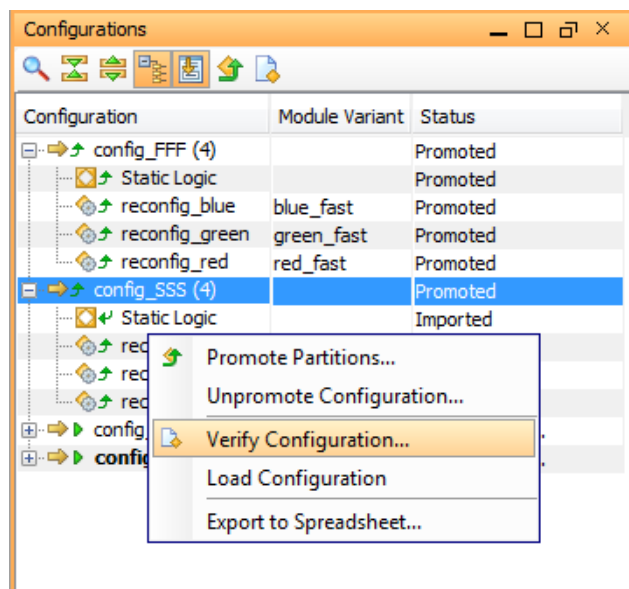 Configurations
Configuration Module Variant Status
config_FFF (4) Promoted
Static Logic Promoted
reconfig_blue blue_fast Promoted
reconfig_green green_fast Promoted
reconfig_red red_fast Promoted
config_SSS (4) Promoted
Static Logic Imported
Promote Partitions...
Unpromote Configuration...
Verify Configuration...
Load Configuration
Export to Spreadsheet...